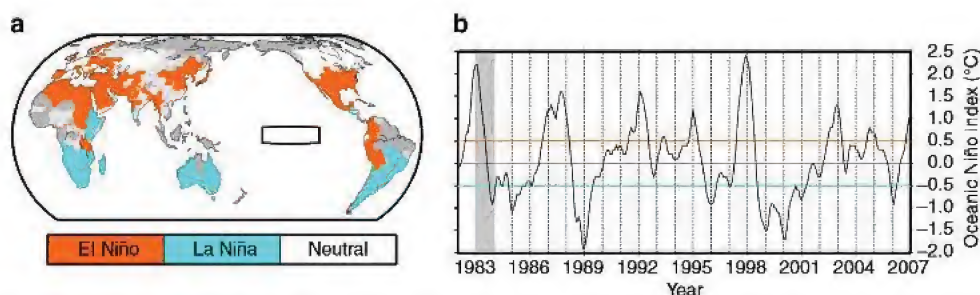 a
El Niño
La Niña
Neutral
b
2.5
2.0
1.5
1.0
0.5
0.0
−0.5
−1.0
−1.5
−2.0
Oceanic Niño Index (°C)
1983 1986 1989 1992 1995 1998 2001 2004 2007
Year